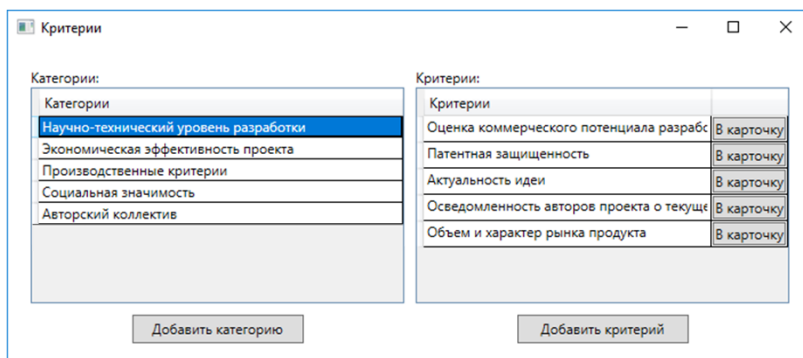 Критерии
Категории:
Категории
Научно-технический уровень разработки
Экономическая эффективность проекта
Производственные критерии
Социальная значимость
Авторский коллектив
Добавить категорию
Критерии:
Критерии
Оценка коммерческого потенциала разрабо В карточку
Патентная защищенность В карточку
Актуальность идеи В карточку
Осведомленность авторов проекта о текуще В карточку
Объем и характер рынка продукта В карточку
Добавить критерий